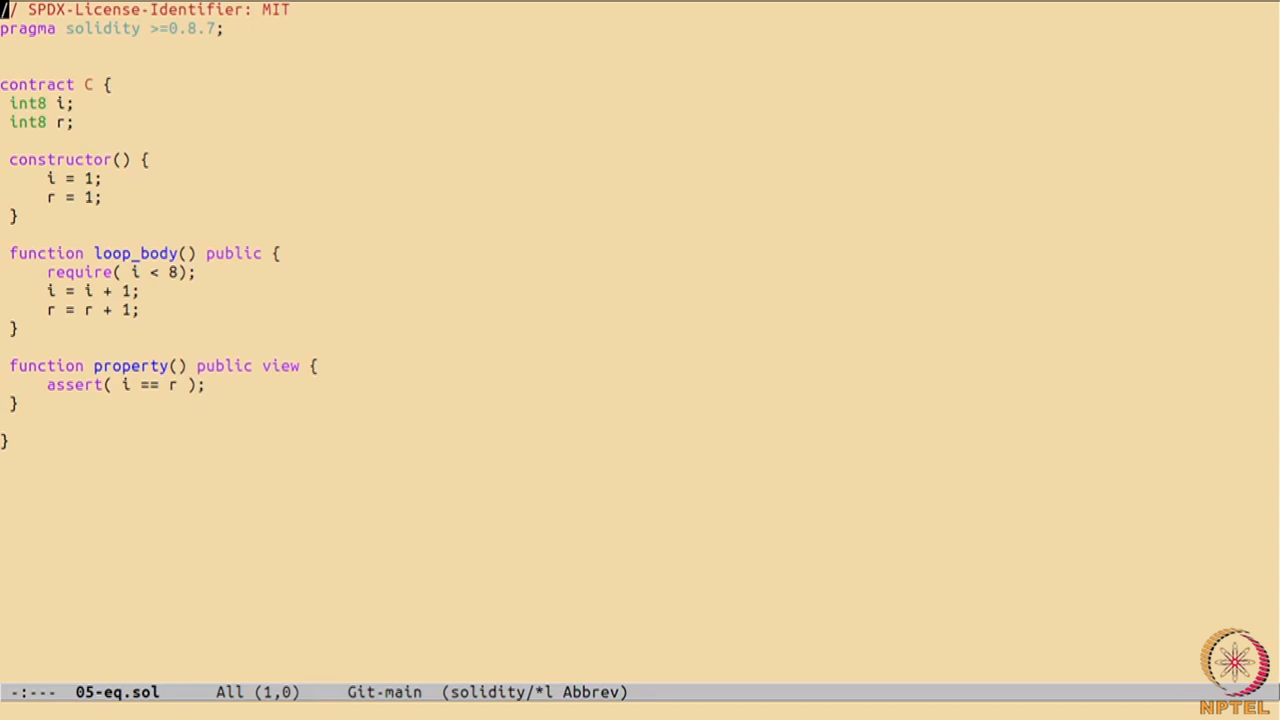 // SPDX-License-Identifier: MIT
pragma solidity >=0.8.7;
contract C {
int8 i;
int8 r;
constructor() {
i = 1;
r = 1;
}
function loop_body() public {
require( i < 8);
i = i + 1;
r = r + 1;
}
function property() public view {
assert( i == r );
}
}
-:--- 05-eq.sol All (1,0) Git-main (solidity/*l Abbrev)
NPTEL